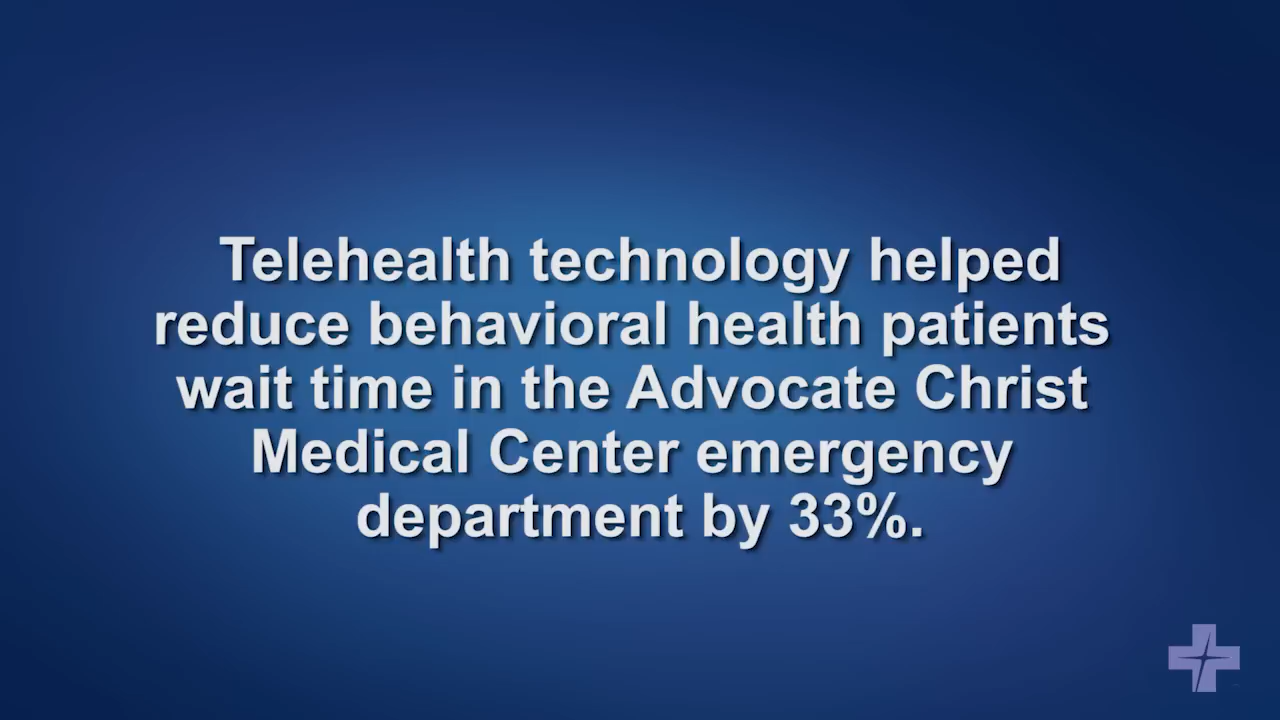 Telehealth technology helped
reduce behavioral health patients
wait time in the Advocate Christ
Medical Center emergency
department by 33%.